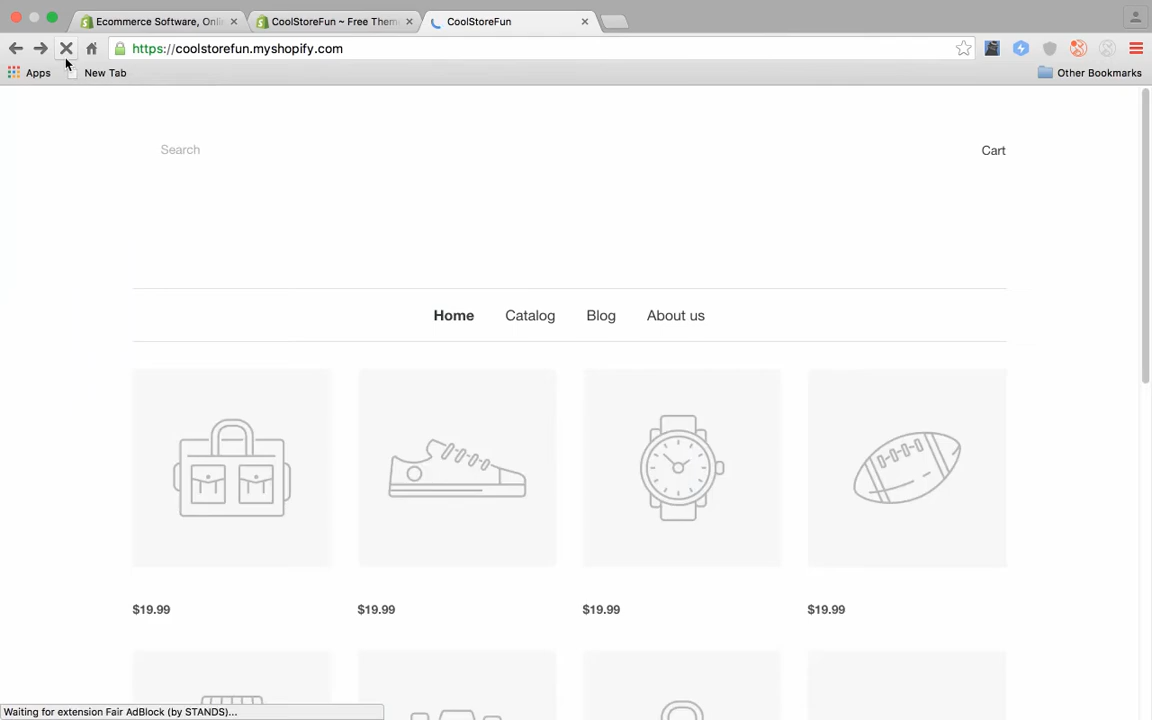 Ecommerce Software, Onli
CoolStoreFun ~ Free Them
CoolStoreFun
https://coolstorefun.myshopify.com
Apps
New Tab
Other Bookmarks
Search
Cart
Home
Catalog
Blog
About us
$19.99
$19.99
$19.99
$19.99
Waiting for extension Fair AdBlock (by STANDS)...